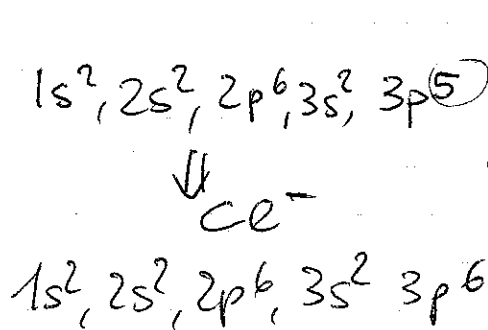 1s², 2s², 2p⁶, 3s², 3p⁵
⇓
Cl⁻
1s², 2s², 2p⁶, 3s² 3p⁶